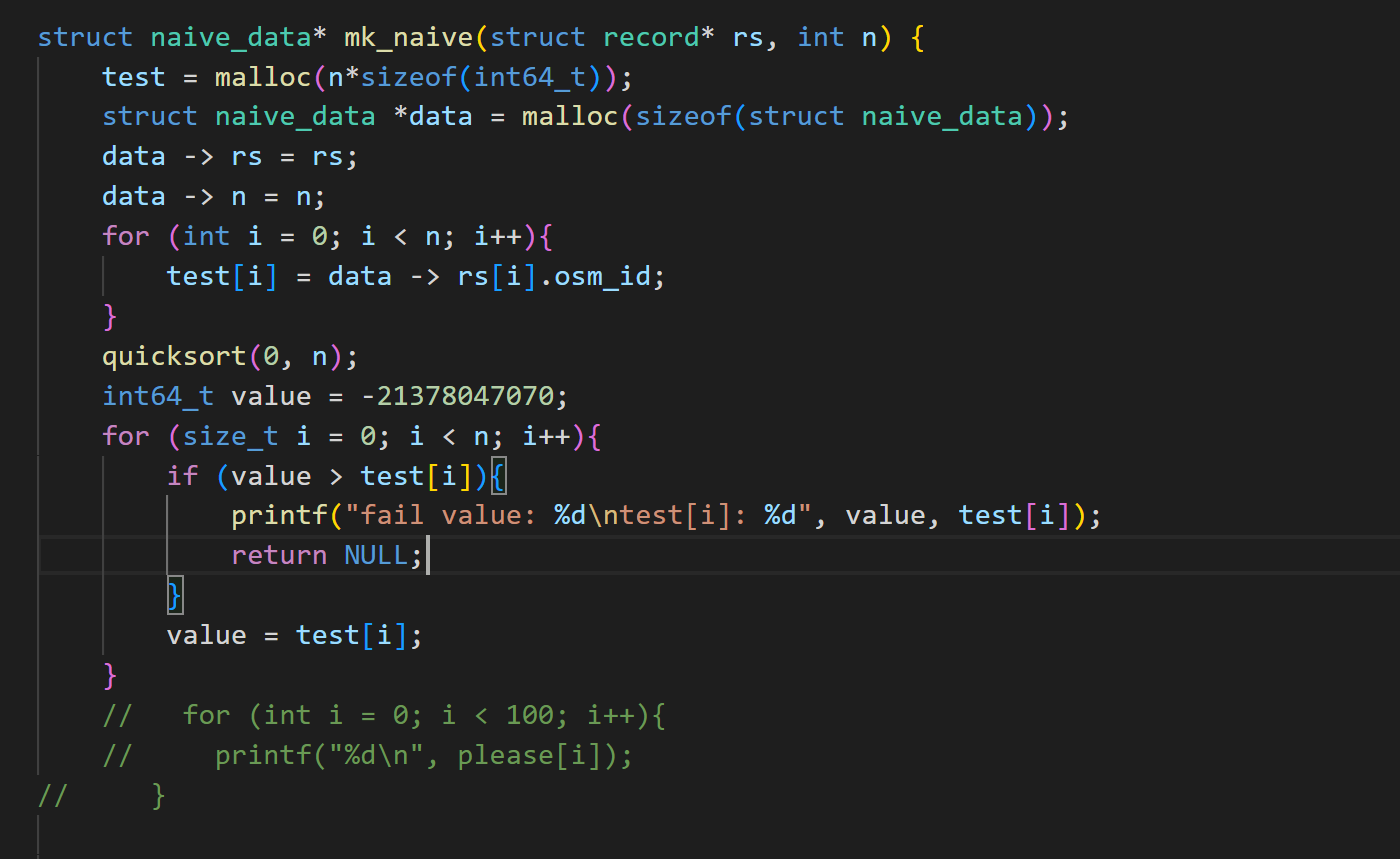 struct naive_data* mk_naive(struct record* rs, int n) {
    test = malloc(n*sizeof(int64_t));
    struct naive_data *data = malloc(sizeof(struct naive_data));
    data -> rs = rs;
    data -> n = n;
    for (int i = 0; i < n; i++){
        test[i] = data -> rs[i].osm_id;
    }
    quicksort(0, n);
    int64_t value = -21378047070;
    for (size_t i = 0; i < n; i++){
        if (value > test[i]){
            printf("fail value: %d\ntest[i]: %d", value, test[i]);
            return NULL;
        }
        value = test[i];
    }
    //   for (int i = 0; i < 100; i++){
    //     printf("%d\n", please[i]);
//     }